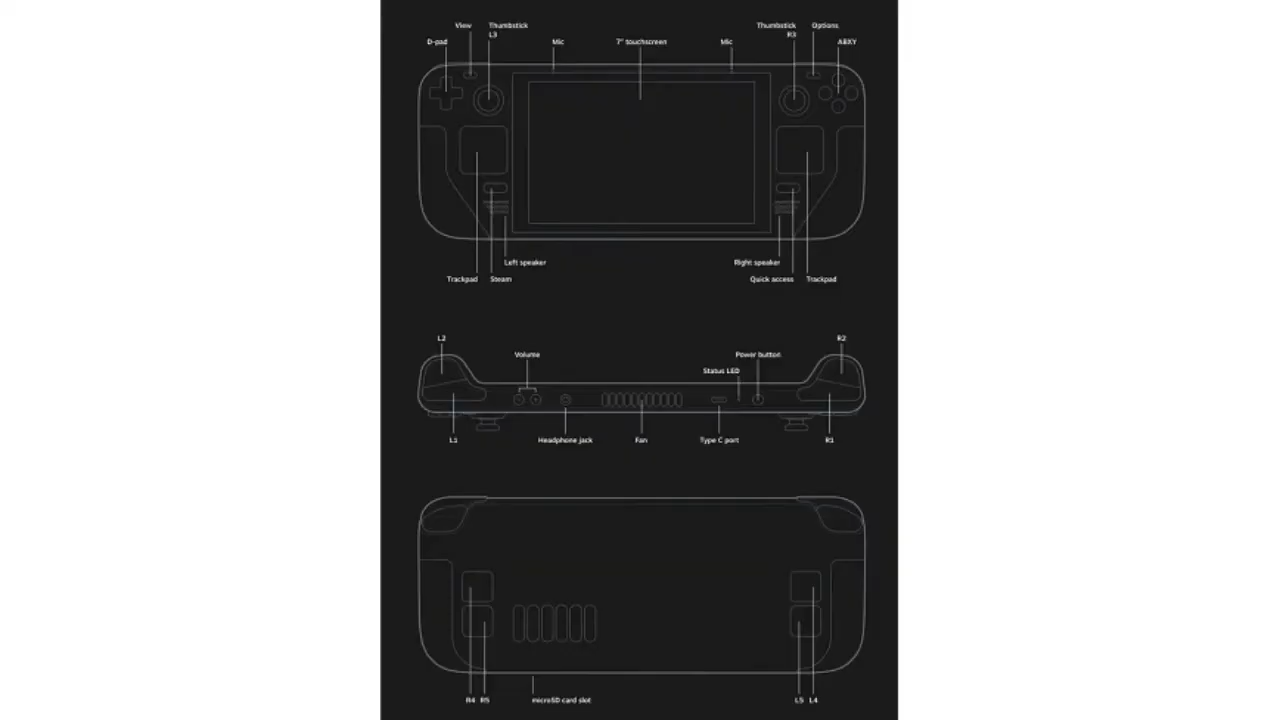 View
Thumbstick
L3
Thumbstick
R3
Options
D-pad
Mic
7" touchscreen
Mic
ABXY
Left speaker
Right speaker
Trackpad
Steam
Quick access
Trackpad
L2
R2
Volume
Power button
Status LED
L1
Headphone jack
Fan
Type C port
R1
R4
R5
microSD card slot
L5
L4